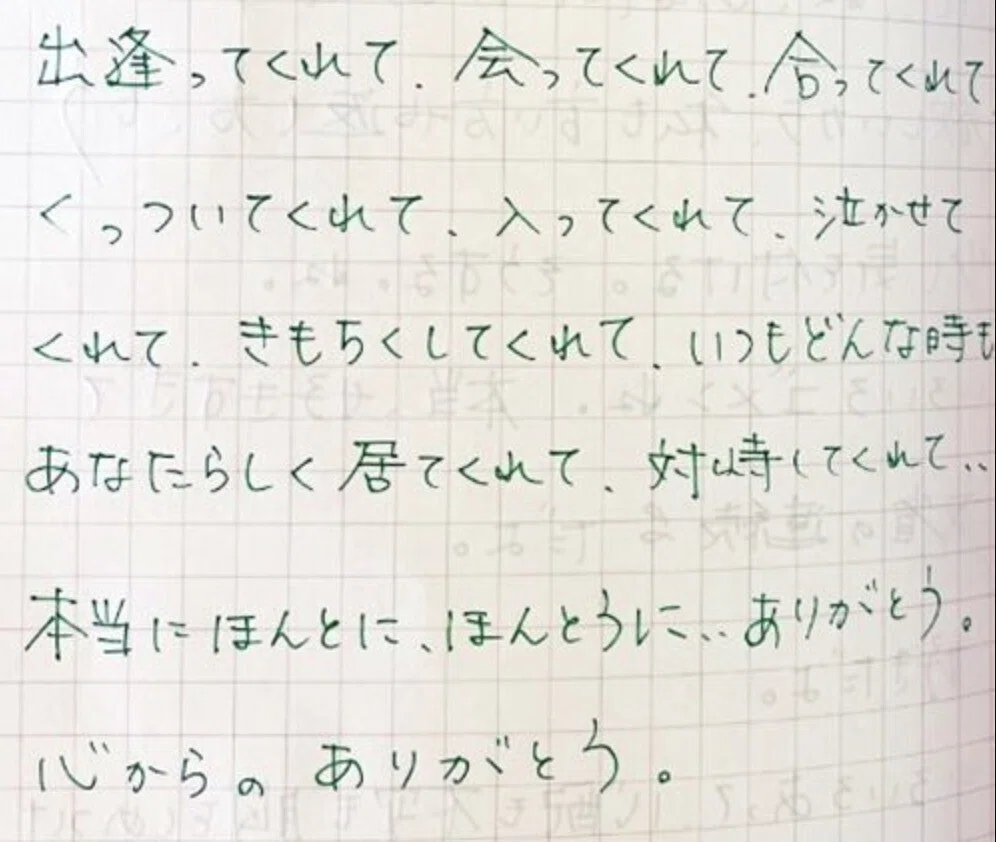 出逢ってくれて、会ってくれて、合ってくれて
くっついてくれて、入ってくれて、泣かせて
くれて、きもちくしてくれて、いつもどんな時も
あなたらしく居てくれて、対峙してくれて..
本当にほんとに、ほんとうに..ありがとう。
心からの ありがとう。